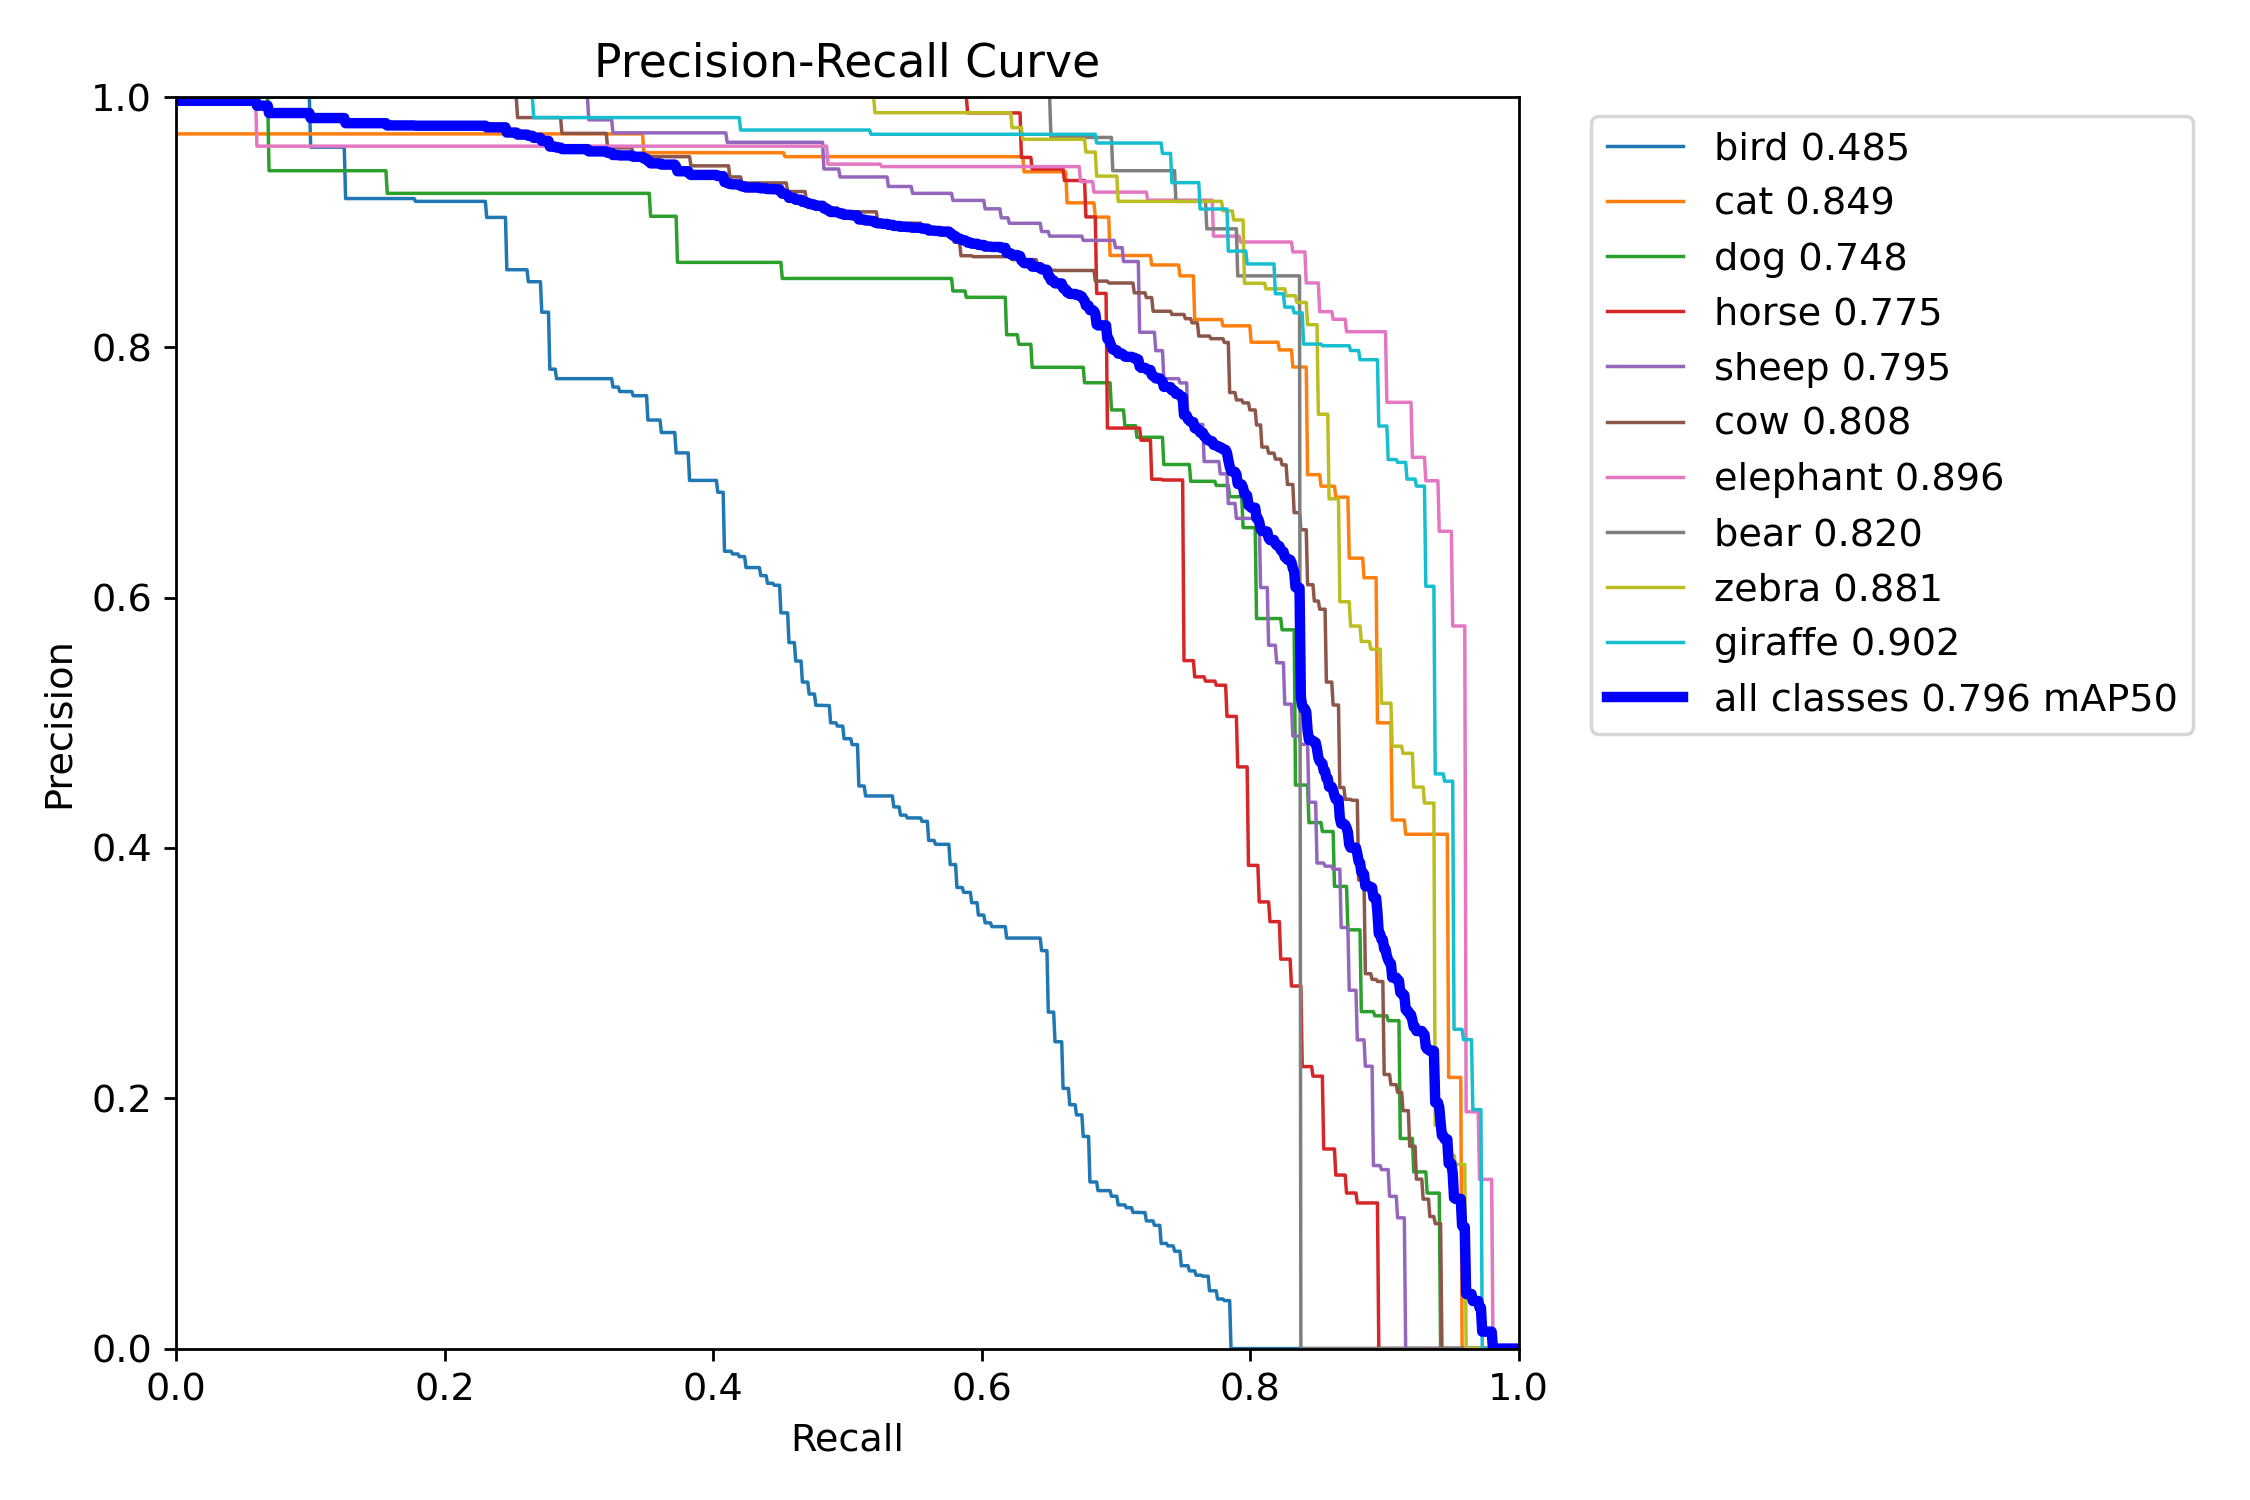 Precision-Recall Curve
1.0
0.8
0.6
0.4
0.2
0.0
Precision
0.0 0.2 0.4 0.6 0.8 1.0
Recall
bird 0.485
cat 0.849
dog 0.748
horse 0.775
sheep 0.795
cow 0.808
elephant 0.896
bear 0.820
zebra 0.881
giraffe 0.902
all classes 0.796 mAP50